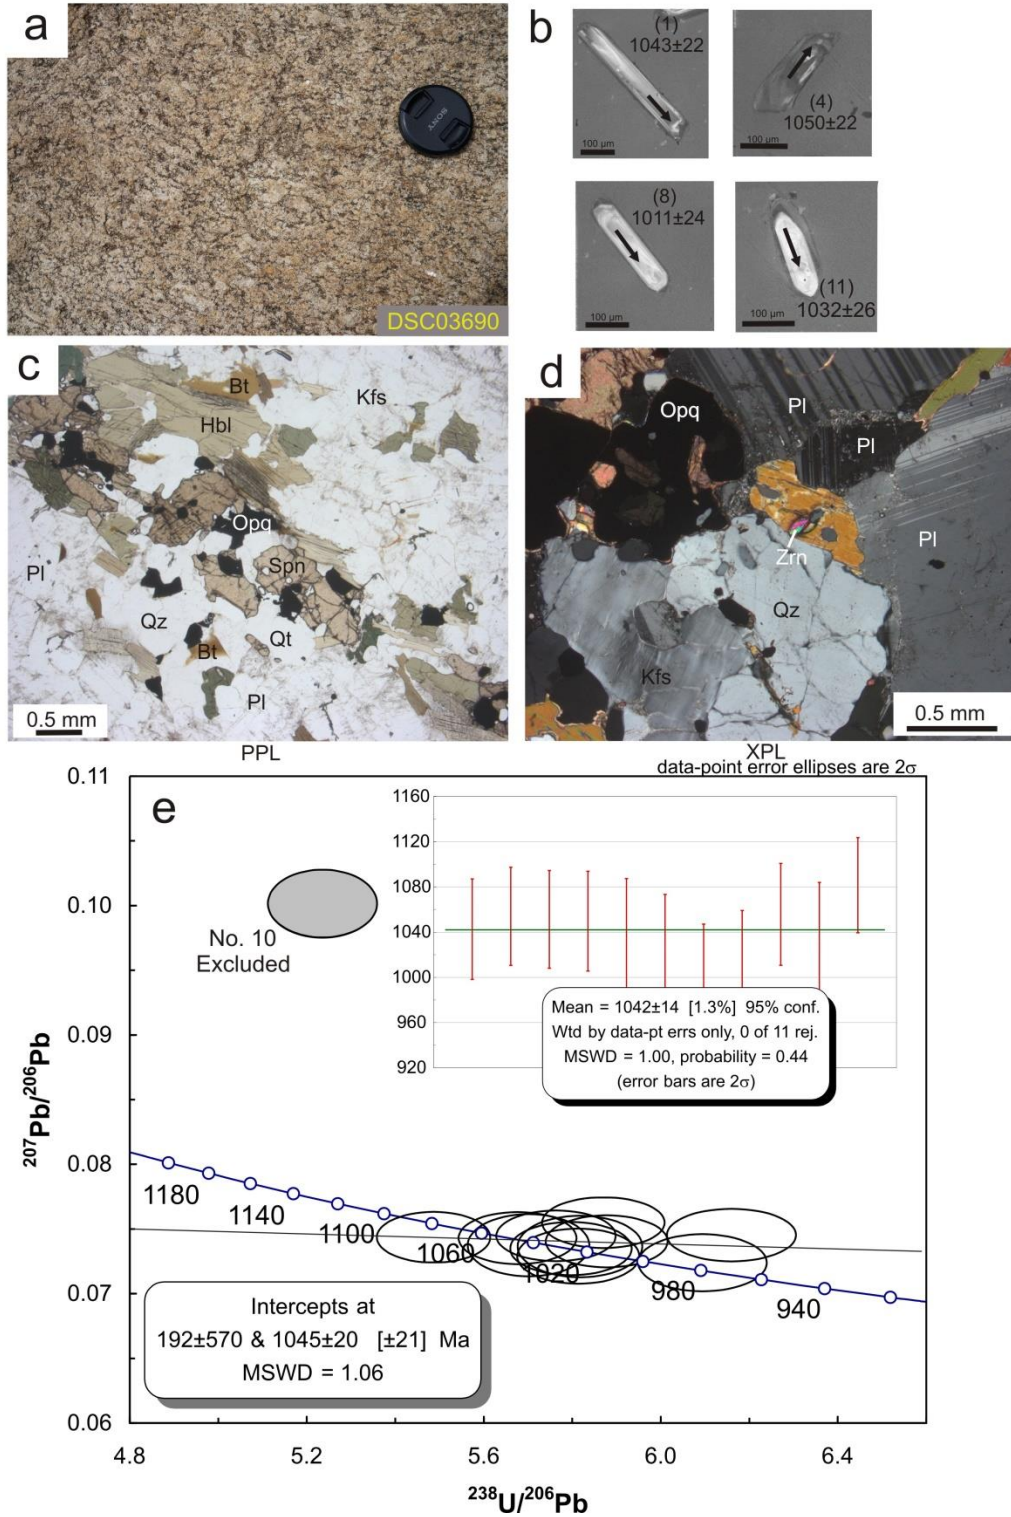 a
CANON
DSC03690
b
(1)
1043±22
100 µm
(4)
1050±22
100 µm
(8)
1011±24
100 µm
(11)
1032±26
100 µm
c
Bt
Kfs
Hbl
Opq
Spn
Pl
Qz
Qt
Bt
Pl
0.5 mm
PPL
d
Opq
Pl
Pl
Pl
Zrn
Qz
Kfs
0.5 mm
XPL
data-point error ellipses are 2σ
e
0.11
0.10
0.09
0.08
0.07
0.06
²⁰⁷Pb/²⁰⁶Pb
No. 10
Excluded
1160
1120
1080
1040
1000
960
920
Mean = 1042±14 [1.3%] 95% conf.
Wtd by data-pt errs only, 0 of 11 rej.
MSWD = 1.00, probability = 0.44
(error bars are 2σ)
1180
1140
1100
1060
1020
980
940
Intercepts at
192±570 & 1045±20 [±21] Ma
MSWD = 1.06
4.8
5.2
5.6
6.0
6.4
²³⁸U/²⁰⁶Pb